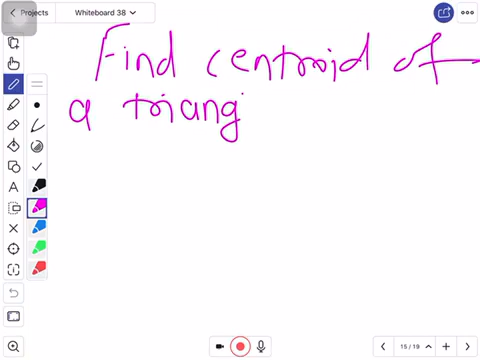 Projects Whiteboard 38
Find centroid of
a triang
A
15 / 19